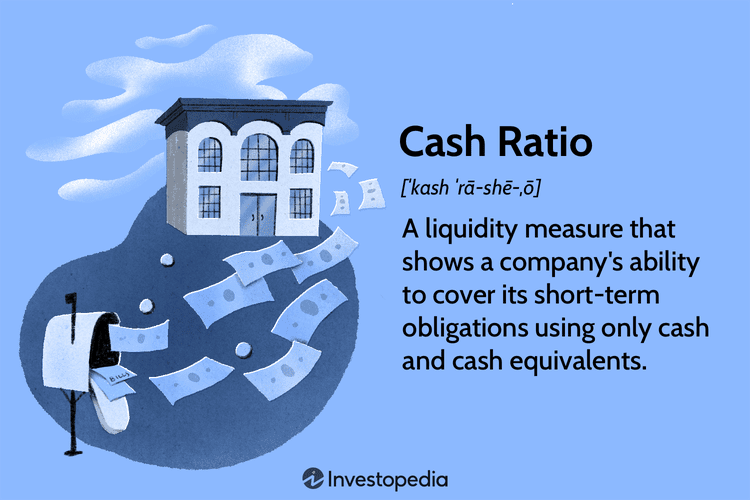 Cash Ratio
['kash 'rā-shē-,ō]
A liquidity measure that
shows a company's ability
to cover its short-term
obligations using only cash
and cash equivalents.
BILLS
Investopedia